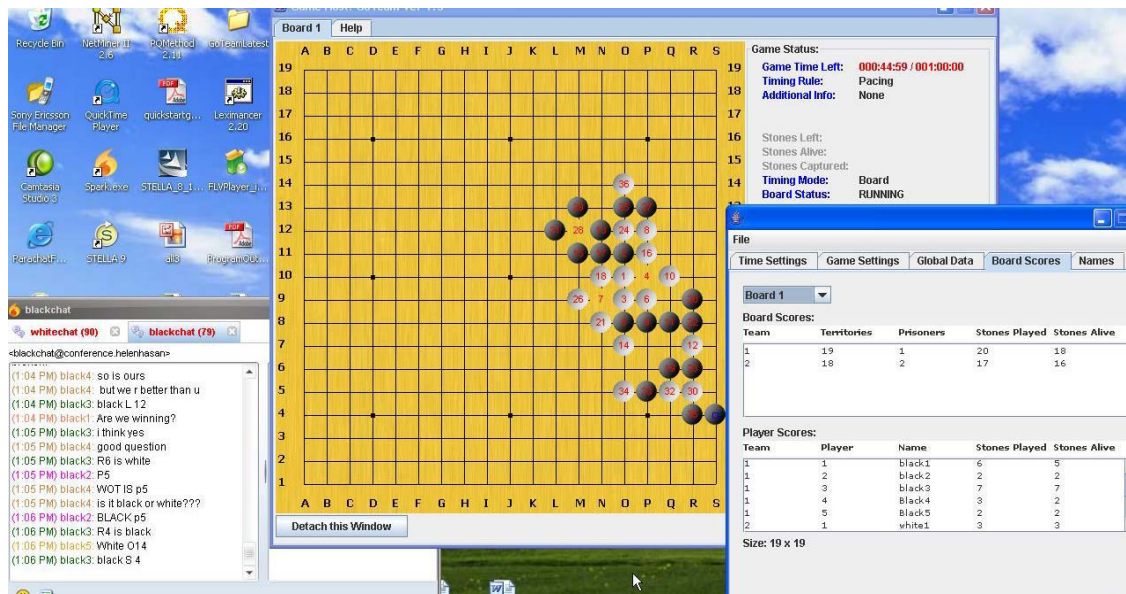 Recycle Bin
NetMiner II 2.6
PQMethod 2.11
GoTeamLatest
Sony Ericsson File Manager
QuickTime Player
quickstartg...
Leximancer 2.20
Camtasia Studio 3
Spark.exe
STELLA_8_1...
FLVPlayer_i...
ParachatF...
STELLA 9
all3
ProgramOut...
blackchat
whitechat (90)
blackchat (79)
<blackchat@conference.helenhasan>
(1:04 PM) black4: so is ours
(1:04 PM) black4: but we r better than u
(1:04 PM) black3: black L 12
(1:04 PM) black1: Are we winning?
(1:05 PM) black3: i think yes
(1:05 PM) black4: good question
(1:05 PM) black3: R6 is white
(1:05 PM) black2: P5
(1:05 PM) black4: WOT IS p5
(1:05 PM) black4: is it black or white???
(1:06 PM) black2: BLACK p5
(1:06 PM) black3: R4 is black
(1:06 PM) black5: White O14
(1:06 PM) black3: black S 4
Board 1 Help
A B C D E F G H I J K L M N O P Q R S
19 19
18 18
17 17
16 16
15 15
14 36 14
13
12 28 24 8
11 16
10 18 1 4 10
9 26 7 3 6
8 21
7 14 12
6
5 34 32 30
4
3
2
1
A B C D E F G H I J K L M N O P Q R S
Detach this Window
Game Status:
Game Time Left: 000:44:59 / 001:00:00
Timing Rule: Pacing
Additional Info: None
Stones Left:
Stones Alive:
Stones Captured:
Timing Mode: Board
Board Status: RUNNING
File
Time Settings Game Settings Global Data Board Scores Names
Board 1
Board Scores:
Team Territories Prisoners Stones Played Stones Alive
1 19 1 20 18
2 18 2 17 16
Player Scores:
Team Player Name Stones Played Stones Alive
1 1 black1 6 5
1 2 black2 2 2
1 3 black3 7 7
1 4 Black4 3 2
1 5 Black5 2 2
2 1 white1 3 3
Size: 19 x 19